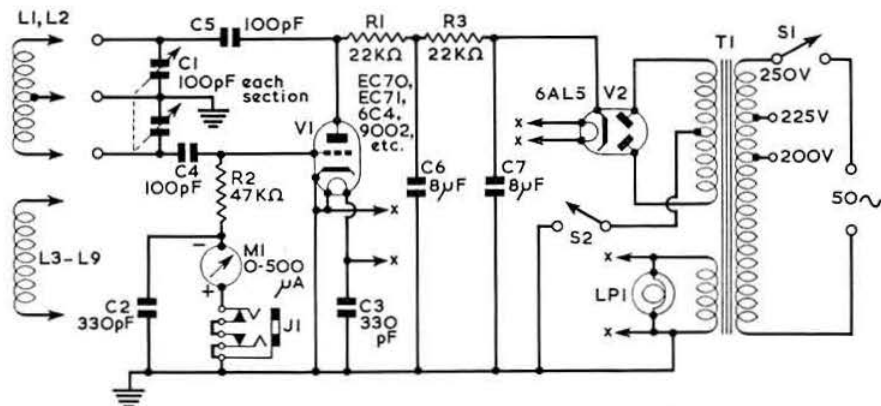 L1, L2
C5
100pF
R1
22KΩ
R3
22KΩ
T1
S1
250V
C1
100pF each
section
EC70,
EC71,
6C4,
9002,
etc.
V1
6AL5
V2
x
x
225V
200V
C4
100pF
R2
47KΩ
C6
8μF
C7
8μF
x
S2
50~
L3-L9
–
M1
0-500
μA
+
x
x
LP1
x
C2
330pF
J1
C3
330
pF